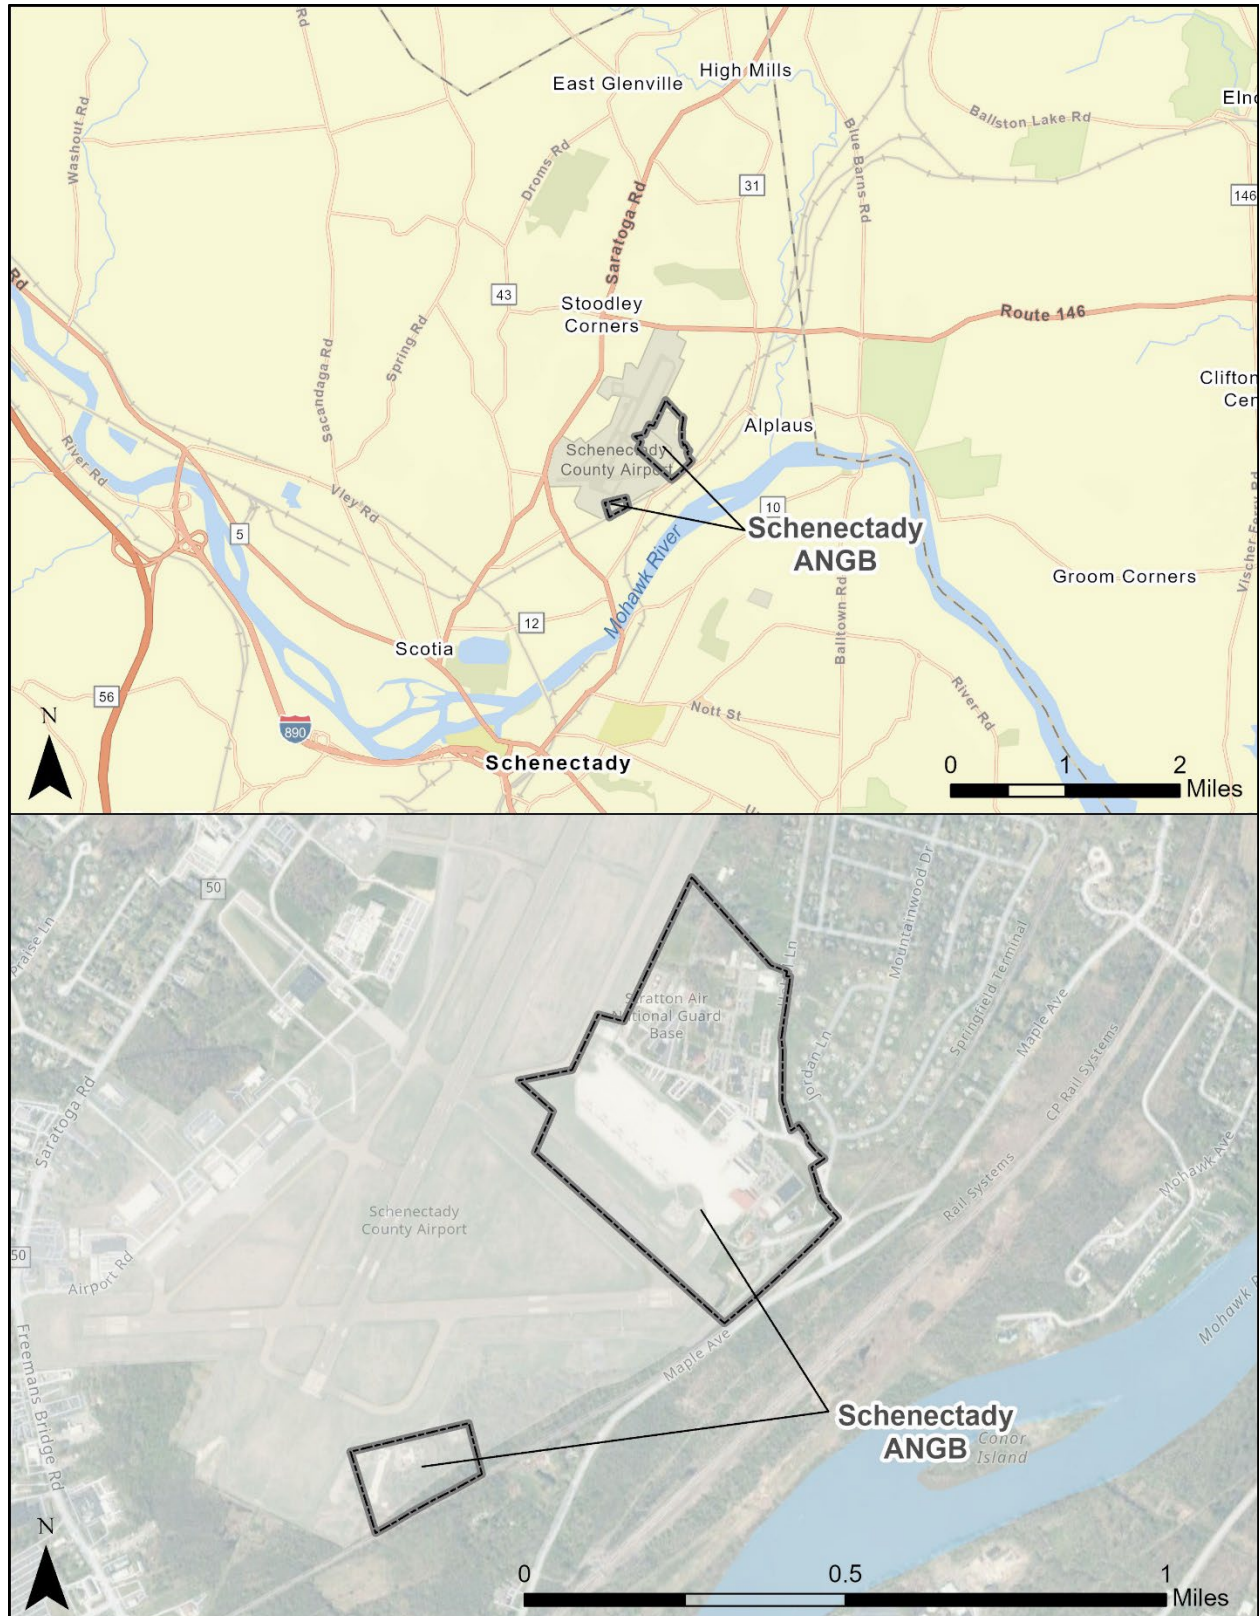 Rd
East Glenville
High Mills
Washout Rd
Droms Rd
Blue Barns Rd
Ballston Lake Rd
31
146
Saratoga Rd
Rd
43
Stoodley
Corners
Route 146
Sacandaga Rd
Spring Rd
Schenectady
County Airport
Alplaus
River Rd
Vley Rd
5
10
Schenectady
ANGB
Mohawk River
Groom Corners
Balltown Rd
12
Scotia
56
Nott St
River Rd
N
890
Schenectady
0 1 2
Miles
50
Praise Ln
Saratoga Rd
Stratton Air
National Guard
Base
Mountainwood Dr
Springfield Terminal
Maple Ave
Jordan Ln
CP Rail Systems
Rail Systems
Mohawk Ave
Schenectady
County Airport
50
Airport Rd
Freemans Bridge Rd
Maple Ave
Schenectady
ANGB
Conor
Island
N
0 0.5 1
Miles